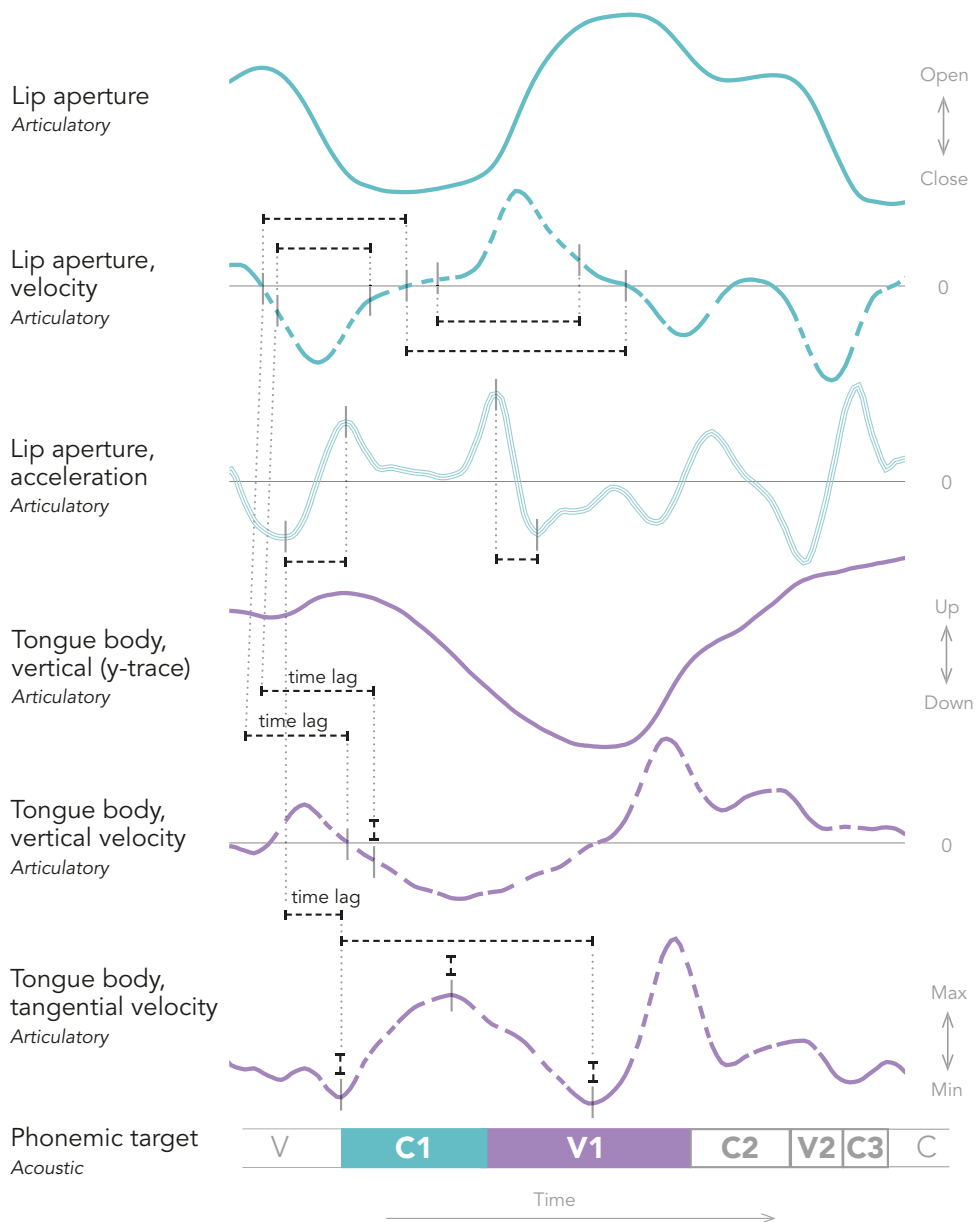 Lip aperture
Articulatory
Open
Close
Lip aperture,
velocity
Articulatory
0
Lip aperture,
acceleration
Articulatory
0
Tongue body,
vertical (y-trace)
Articulatory
Up
Down
time lag
time lag
Tongue body,
vertical velocity
Articulatory
0
time lag
Tongue body,
tangential velocity
Articulatory
Max
Min
Phonemic target
Acoustic
V C1 V1 C2 V2 C3 C
Time